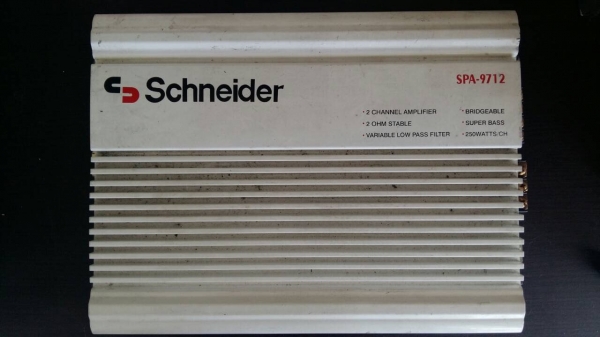 Schneider
SPA-9712
• 2 CHANNEL AMPLIFIER • BRIDGEABLE
• 2 OHM STABLE • SUPER BASS
• VARIABLE LOW PASS FILTER • 250WATTS/CH